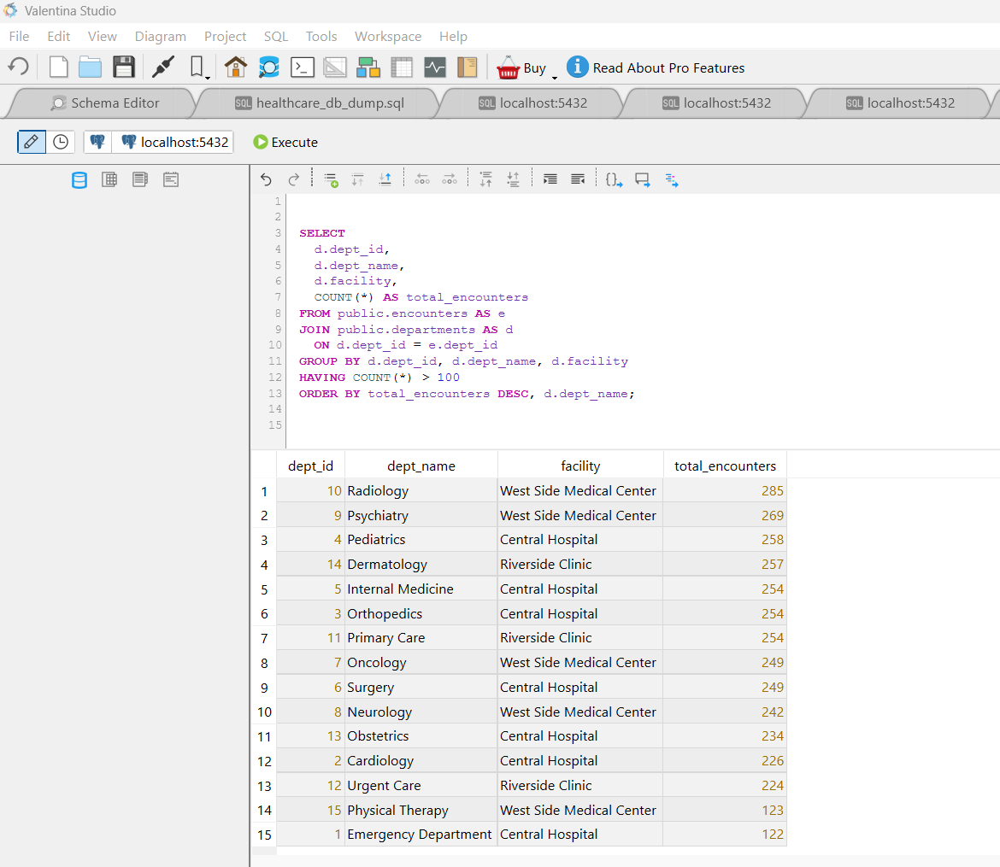 Valentina Studio
File Edit View Diagram Project SQL Tools Workspace Help
Buy Read About Pro Features
Schema Editor SQL healthcare_db_dump.sql SQL localhost:5432 SQL localhost:5432 SQL localhost:5432
localhost:5432 Execute
1
2
3 SELECT
4 d.dept_id,
5 d.dept_name,
6 d.facility,
7 COUNT(*) AS total_encounters
8 FROM public.encounters AS e
9 JOIN public.departments AS d
10 ON d.dept_id = e.dept_id
11 GROUP BY d.dept_id, d.dept_name, d.facility
12 HAVING COUNT(*) > 100
13 ORDER BY total_encounters DESC, d.dept_name;
14
15
dept_id dept_name facility total_encounters
1 10 Radiology West Side Medical Center 285
2 9 Psychiatry West Side Medical Center 269
3 4 Pediatrics Central Hospital 258
4 14 Dermatology Riverside Clinic 257
5 5 Internal Medicine Central Hospital 254
6 3 Orthopedics Central Hospital 254
7 11 Primary Care Riverside Clinic 254
8 7 Oncology West Side Medical Center 249
9 6 Surgery Central Hospital 249
10 8 Neurology West Side Medical Center 242
11 13 Obstetrics Central Hospital 234
12 2 Cardiology Central Hospital 226
13 12 Urgent Care Riverside Clinic 224
14 15 Physical Therapy West Side Medical Center 123
15 1 Emergency Department Central Hospital 122